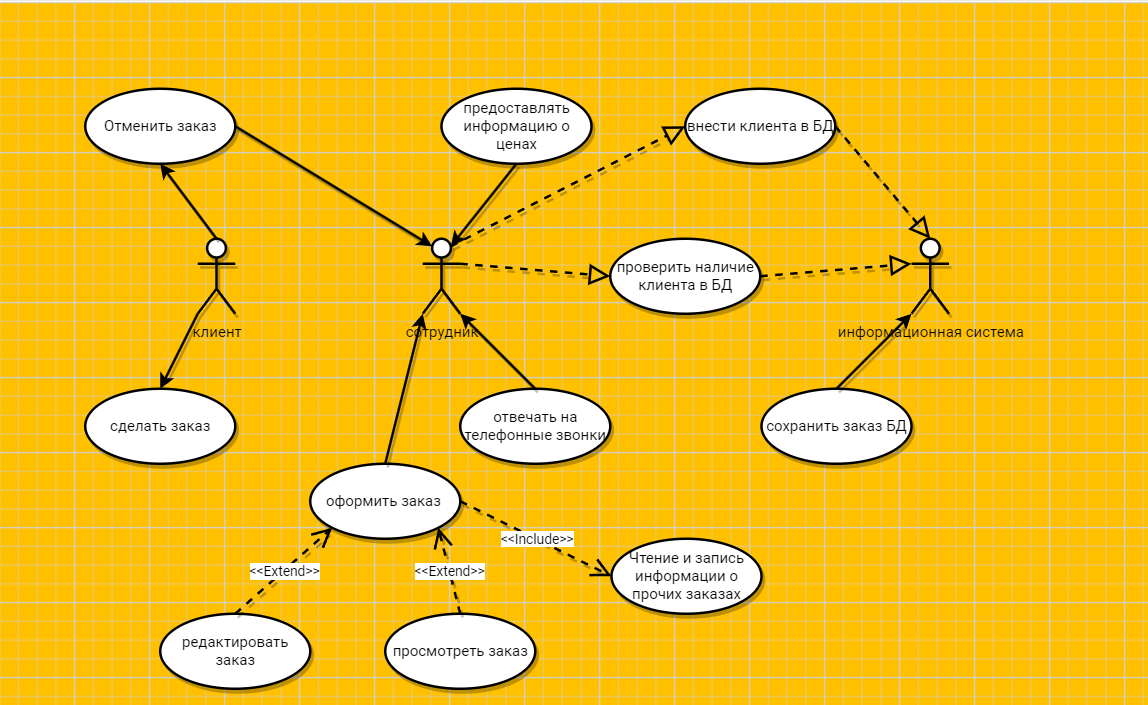 Отменить заказ
предоставлять
информацию о
ценах
внести клиента в БД
проверить наличие
клиента в БД
клиент
сотрудник
информационная система
сделать заказ
отвечать на
телефонные звонки
сохранить заказ БД
оформить заказ
<<Include>>
<<Extend>>
<<Extend>>
Чтение и запись
информации о
прочих заказах
редактировать
заказ
просмотреть заказ